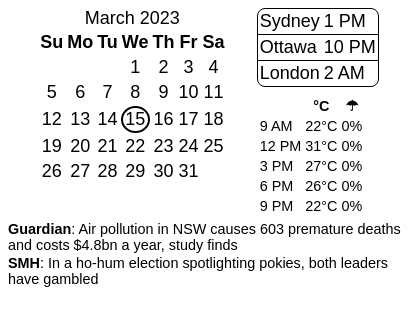 March 2023
Su Mo Tu We Th Fr Sa
1 2 3 4
5 6 7 8 9 10 11
12 13 14 15 16 17 18
19 20 21 22 23 24 25
26 27 28 29 30 31
Sydney 1 PM
Ottawa 10 PM
London 2 AM
°C ☂
9 AM 22°C 0%
12 PM 31°C 0%
3 PM 27°C 0%
6 PM 26°C 0%
9 PM 22°C 0%
Guardian: Air pollution in NSW causes 603 premature deaths
and costs $4.8bn a year, study finds
SMH: In a ho-hum election spotlighting pokies, both leaders
have gambled